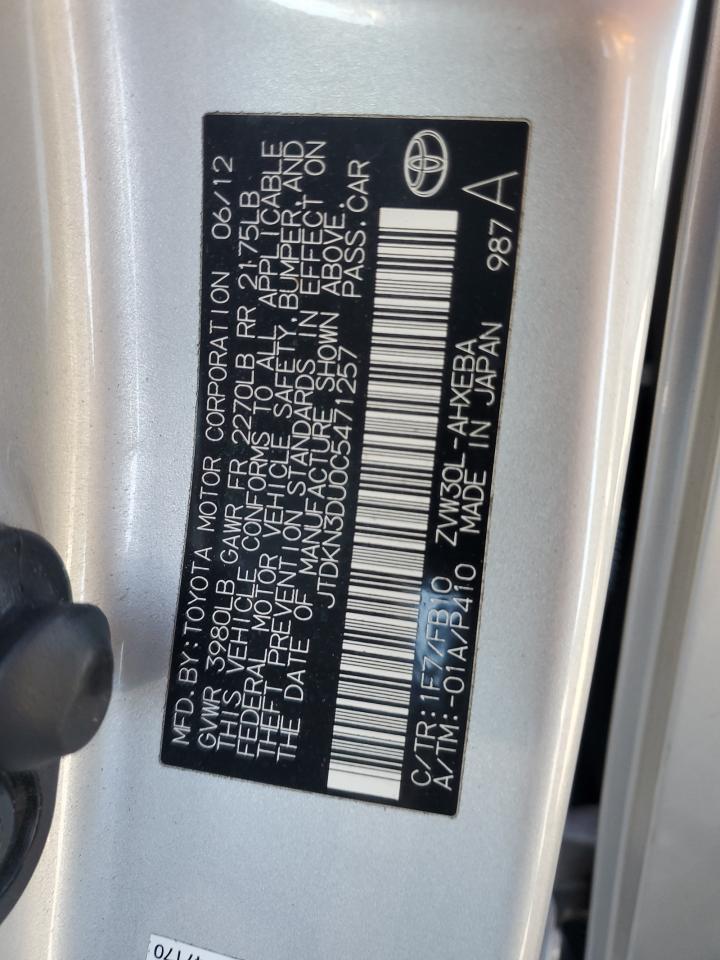 MFD. BY: TOYOTA MOTOR CORPORATION 06/12
GVWR 3980LB GAWR FR 2270LB RR 2175LB
THIS VEHICLE CONFORMS TO ALL APPLICABLE
FEDERAL MOTOR VEHICLE SAFETY, BUMPER, AND
THEFT PREVENTION STANDARDS IN EFFECT ON
THE DATE OF MANUFACTURE SHOWN ABOVE.
JTDKN3DU0C5471257 PASS. CAR
C/TR: 1F7/FB10 ZVW30L-AHXEBA 987 A
A/TM: -01A/P410 MADE IN JAPAN